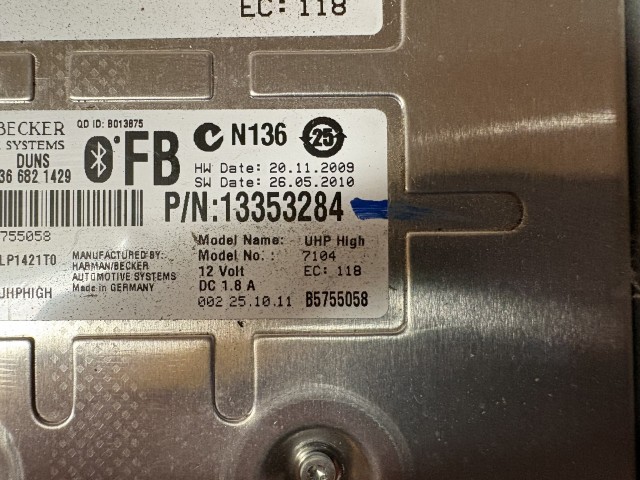 EC: 118
BECKER
SYSTEMS
QD ID: B013875
DUNS
36 682 1429
FB
N136
25
HW Date: 20.11.2009
SW Date: 26.05.2010
P/N:13353284
755058
LP1421T0
UHPHIGH
MANUFACTURED BY:
HARMAN/BECKER
AUTOMOTIVE SYSTEMS
Made in GERMANY
Model Name: UHP High
Model No.: 7104
12 Volt EC: 118
DC 1.8 A
002 25.10.11 B5755058